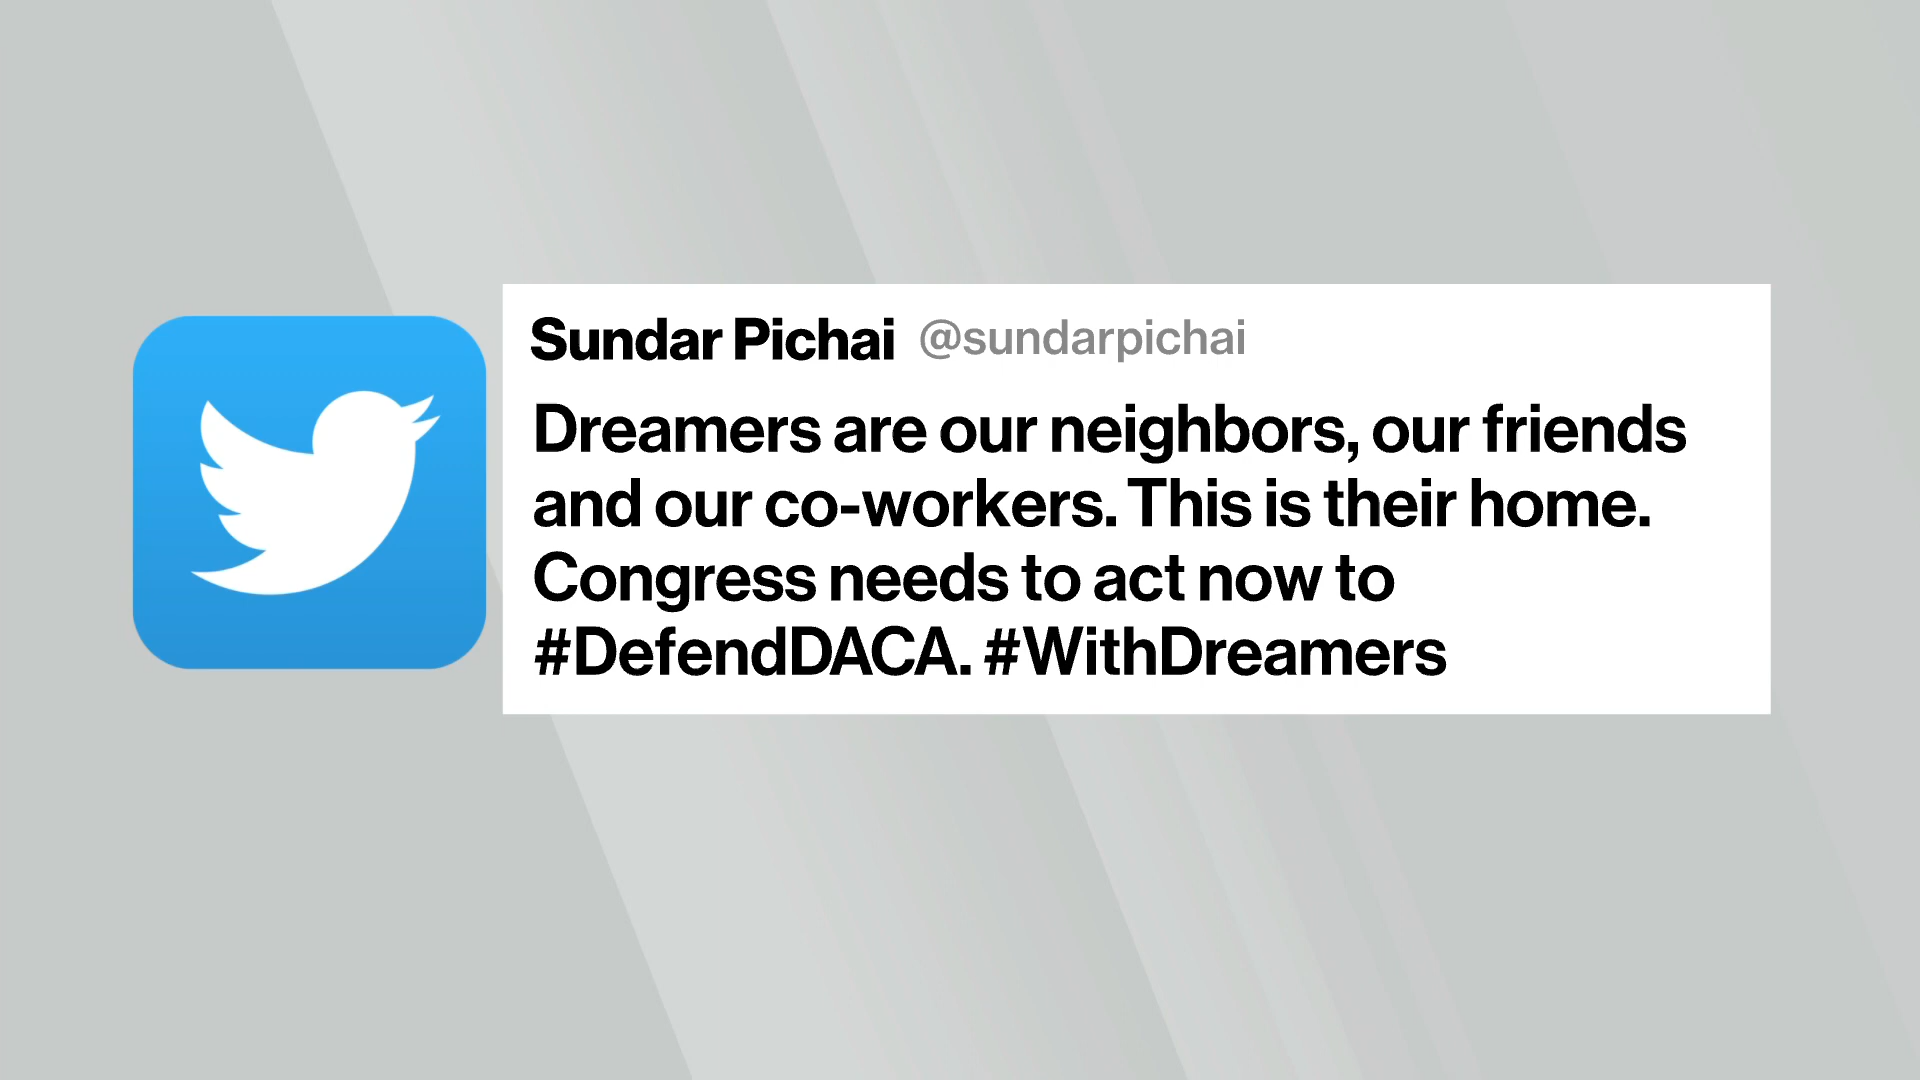 Sundar Pichai @sundarpichai
Dreamers are our neighbors, our friends
and our co-workers. This is their home.
Congress needs to act now to
#DefendDACA. #WithDreamers